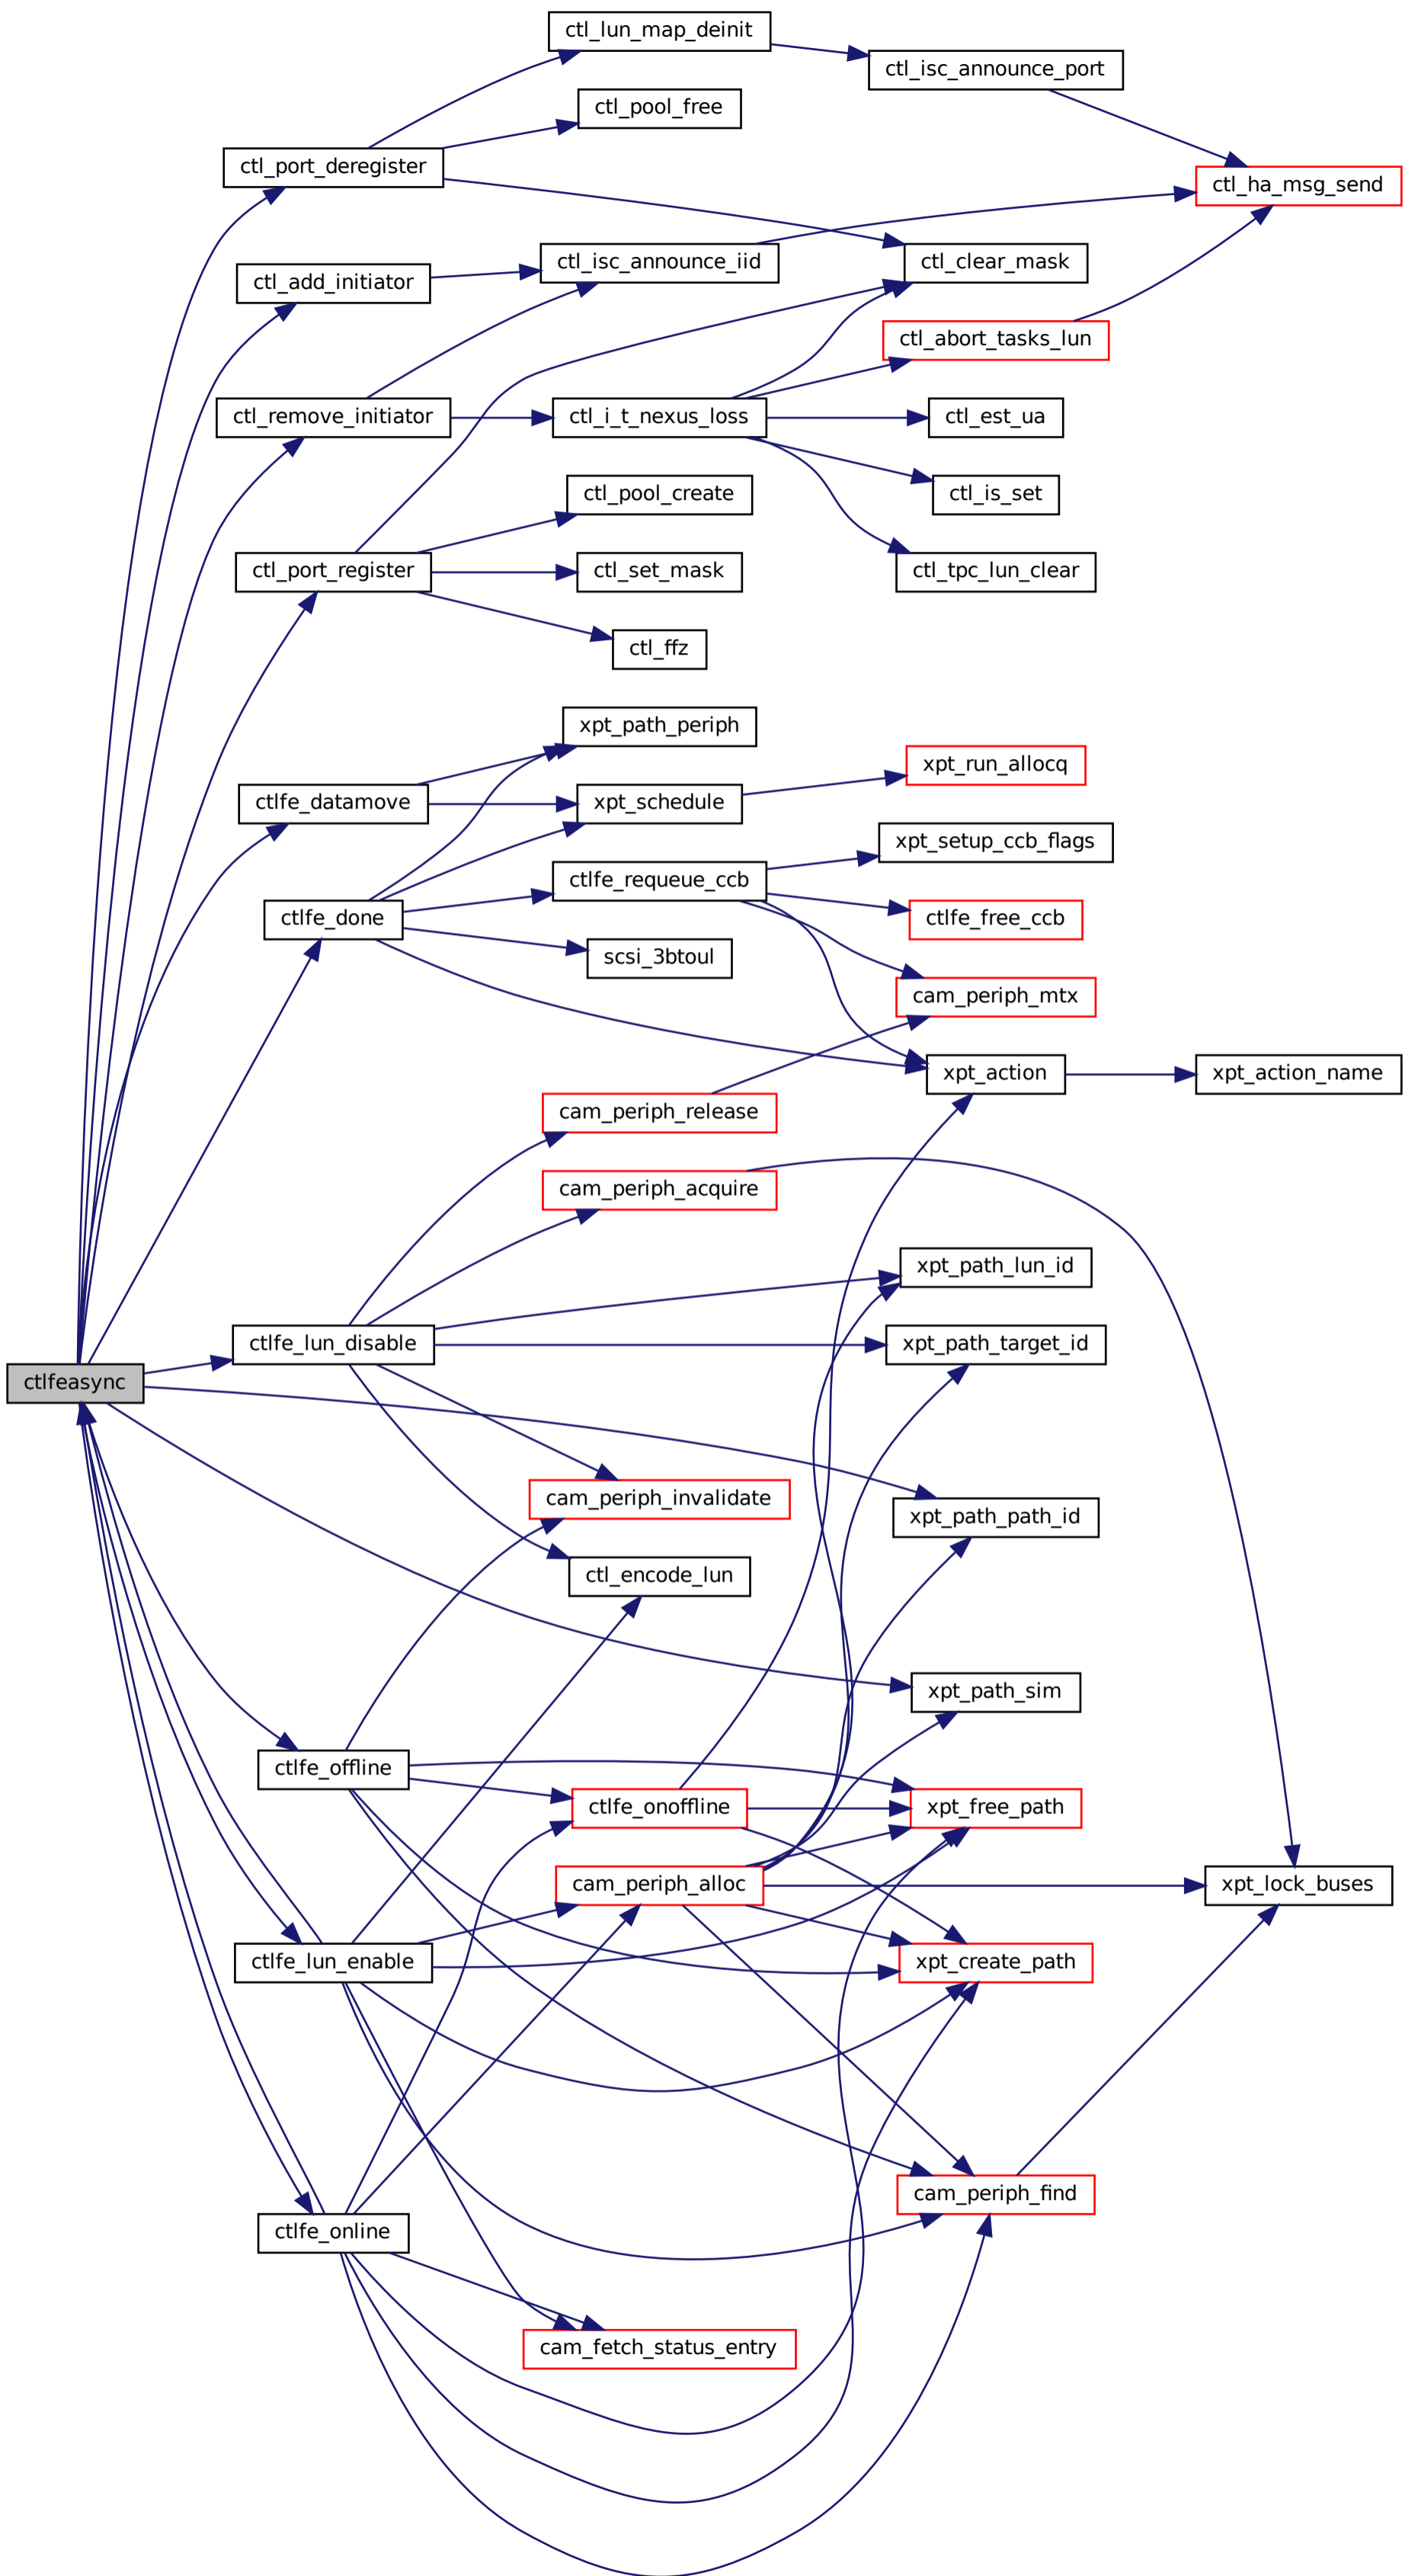 ctl_lun_map_deinit
ctl_isc_announce_port
ctl_pool_free
ctl_port_deregister
ctl_ha_msg_send
ctl_isc_announce_iid
ctl_clear_mask
ctl_add_initiator
ctl_abort_tasks_lun
ctl_remove_initiator
ctl_i_t_nexus_loss
ctl_est_ua
ctl_pool_create
ctl_is_set
ctl_port_register
ctl_set_mask
ctl_tpc_lun_clear
ctl_ffz
xpt_path_periph
xpt_run_allocq
ctlfe_datamove
xpt_schedule
xpt_setup_ccb_flags
ctlfe_requeue_ccb
ctlfe_done
ctlfe_free_ccb
scsi_3btoul
cam_periph_mtx
xpt_action
xpt_action_name
cam_periph_release
cam_periph_acquire
xpt_path_lun_id
ctlfe_lun_disable
xpt_path_target_id
ctlfeasync
cam_periph_invalidate
xpt_path_path_id
ctl_encode_lun
xpt_path_sim
ctlfe_offline
ctlfe_onoffline
xpt_free_path
cam_periph_alloc
xpt_lock_buses
ctlfe_lun_enable
xpt_create_path
cam_periph_find
ctlfe_online
cam_fetch_status_entry